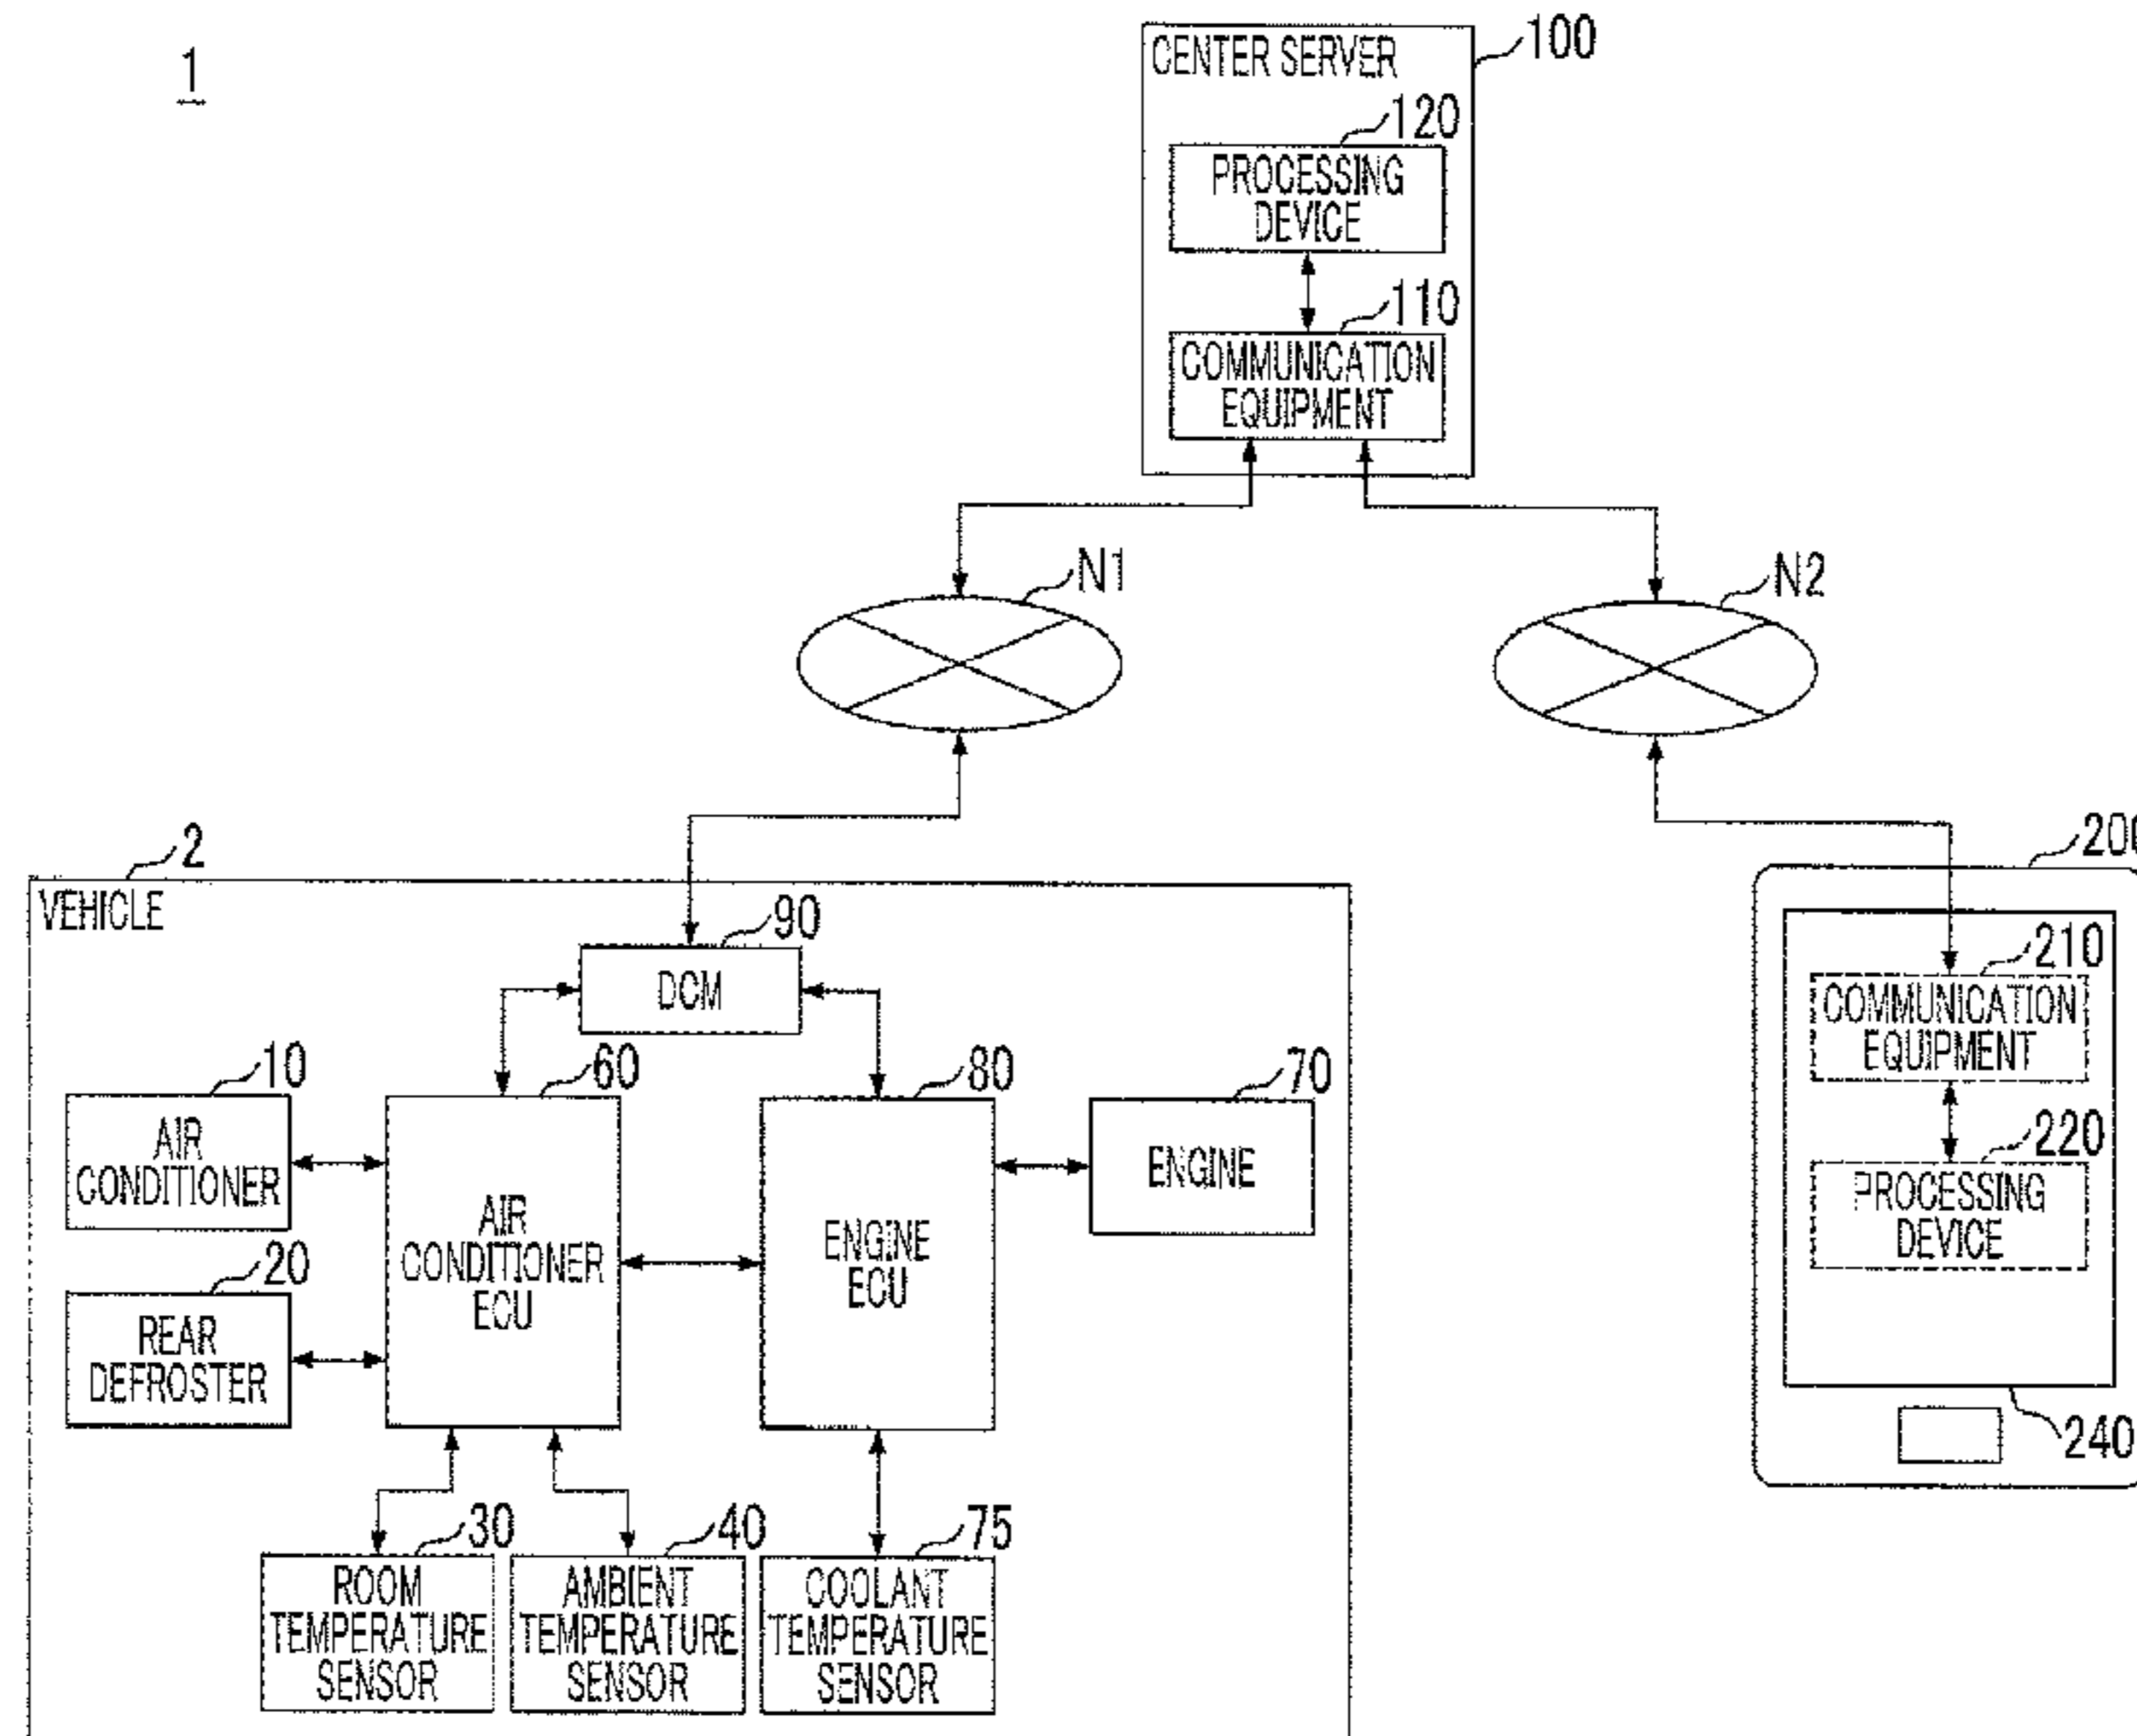 1
CENTER SERVER
100
120
PROCESSING
DEVICE
110
COMMUNICATION
EQUIPMENT
N1
N2
2
VEHICLE
90
DCM
10
AIR
CONDITIONER
60
AIR
CONDITIONER
ECU
80
ENGINE
ECU
70
ENGINE
20
REAR
DEFROSTER
30
ROOM
TEMPERATURE
SENSOR
40
AMBIENT
TEMPERATURE
SENSOR
75
COOLANT
TEMPERATURE
SENSOR
200
210
COMMUNICATION
EQUIPMENT
220
PROCESSING
DEVICE
240